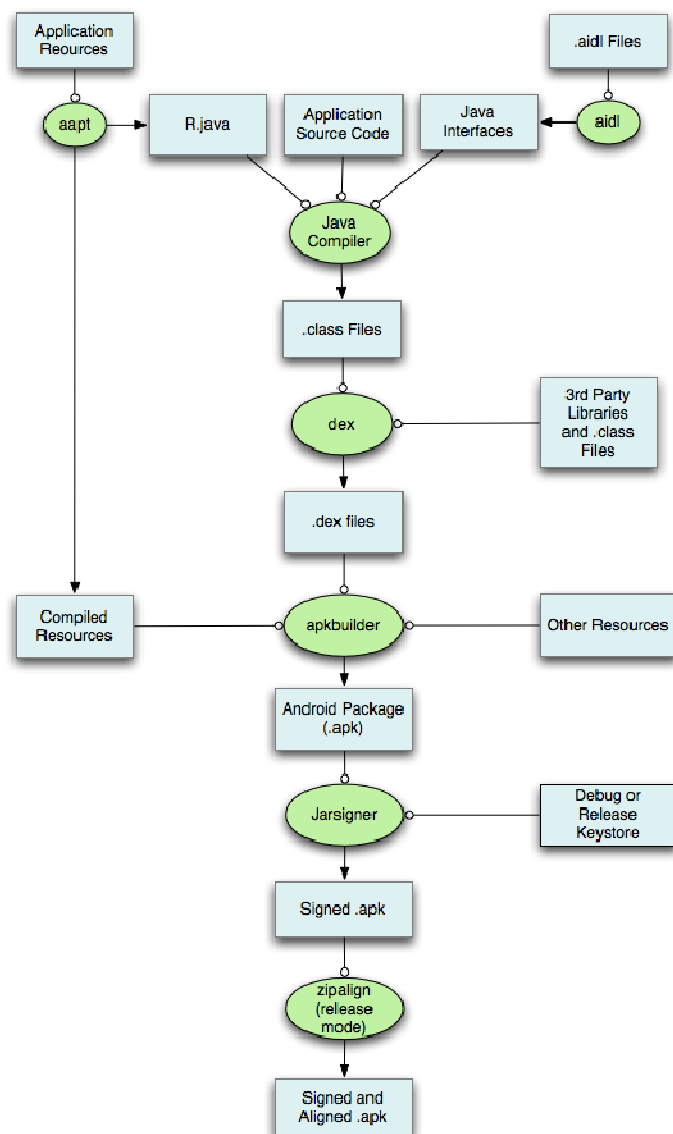 Application
Reources
.aidl Files
aapt
R.java
Application
Source Code
Java
Interfaces
aidl
Java
Compiler
.class Files
dex
3rd Party
Libraries
and .class
Files
.dex files
Compiled
Resources
apkbuilder
Other Resources
Android Package
(.apk)
Jarsigner
Debug or
Release
Keystore
Signed .apk
zipalign
(release
mode)
Signed and
Aligned .apk